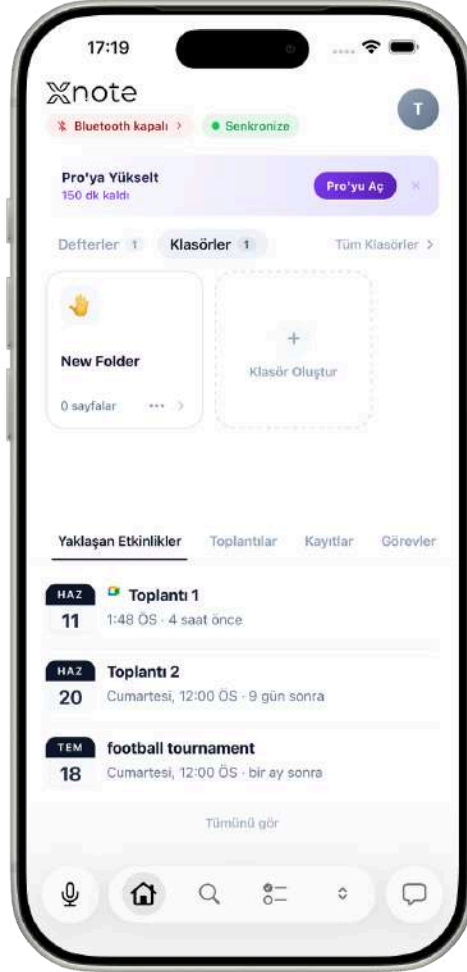 17:19
Xnote
Bluetooth kapalı >
Senkronize
T
Pro'ya Yükselt
150 dk kaldı
Pro'yu Aç
Defterler 1
Klasörler 1
Tüm Klasörler >
New Folder
0 sayfalar
+
Klasör Oluştur
Yaklaşan Etkinlikler
Toplantılar
Kayıtlar
Görevler
HAZ
11
Toplantı 1
1:48 ÖS · 4 saat önce
HAZ
20
Toplantı 2
Cumartesi, 12:00 ÖS · 9 gün sonra
TEM
18
football tournament
Cumartesi, 12:00 ÖS · bir ay sonra
Tümünü gör